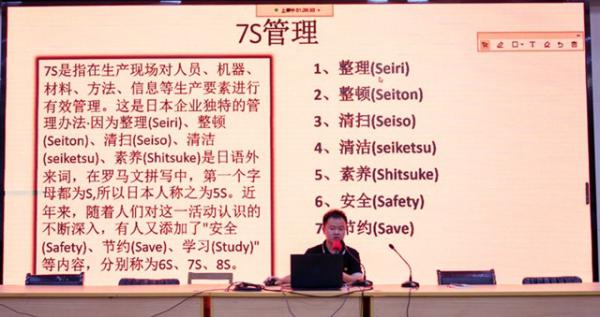 上课中 01:26:03
7S管理
7S是指在生产现场对人员、机器、
材料、方法、信息等生产要素进行
有效管理。这是日本企业独特的管
理办法·因为整理(Seiri)、整顿
(Seiton)、清扫(Seiso)、清洁
(seiketsu)、素养(Shitsuke)是日语外
来词，在罗马文拼写中，第一个字
母都为S,所以日本人称之为5S。近
年来，随着人们对这一活动认识的
不断深入，有人又添加了"安全
(Safety)、节约(Save)、学习(Study)"
等内容，分别称为6S、7S、8S。
1、整理(Seiri)
2、整顿(Seiton)
3、清扫(Seiso)
4、清洁(seiketsu)
5、素养(Shitsuke)
6、安全(Safety)
7 节约(Save)